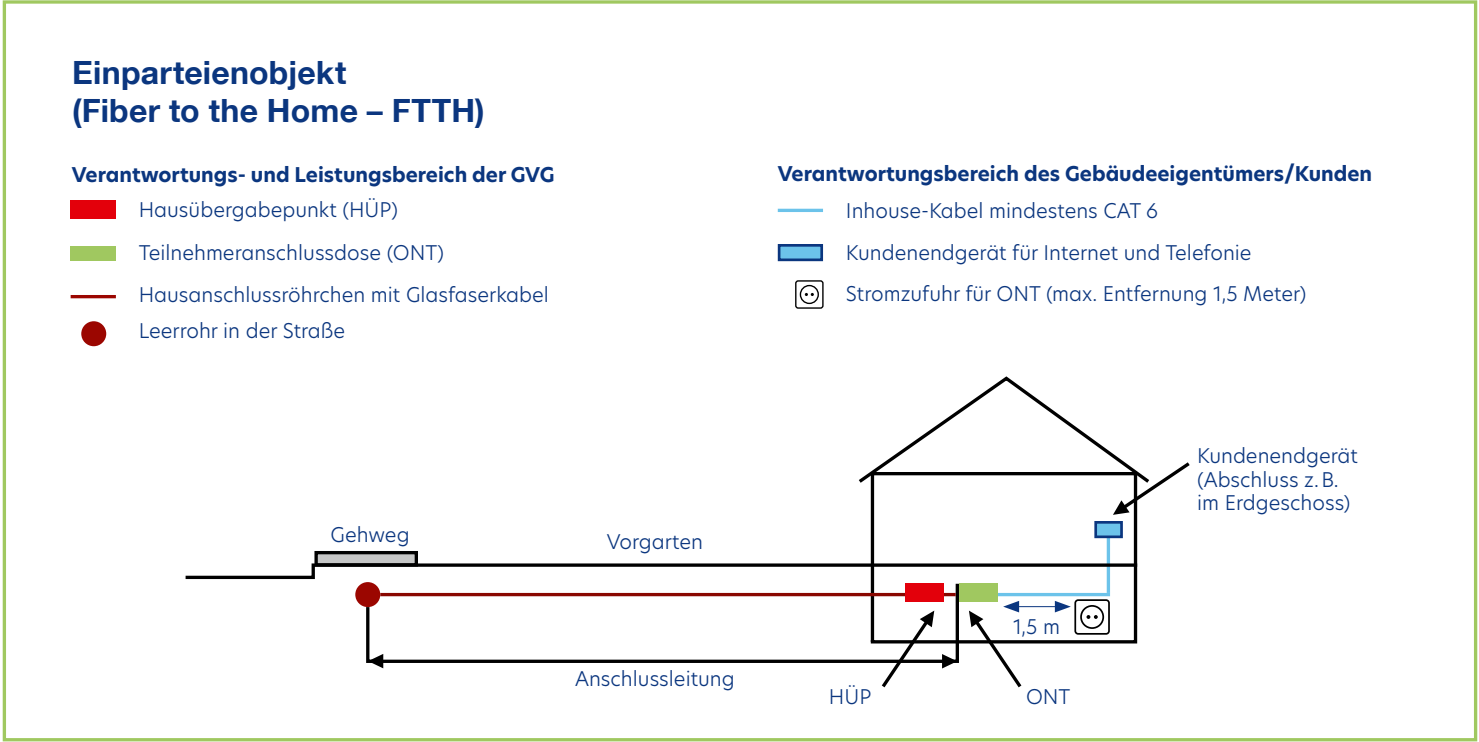 Einparteienobjekt
(Fiber to the Home – FTTH)
Verantwortungs- und Leistungsbereich der GVG
Hausübergabepunkt (HÜP)
Teilnehmeranschlussdose (ONT)
Hausanschlussröhrchen mit Glasfaserkabel
Leerrohr in der Straße
Verantwortungsbereich des Gebäudeeigentümers/Kunden
Inhouse-Kabel mindestens CAT 6
Kundenendgerät für Internet und Telefonie
Stromzufuhr für ONT (max. Entfernung 1,5 Meter)
Kundenendgerät
(Abschluss z. B.
im Erdgeschoss)
Gehweg
Vorgarten
1,5 m
Anschlussleitung
HÜP
ONT